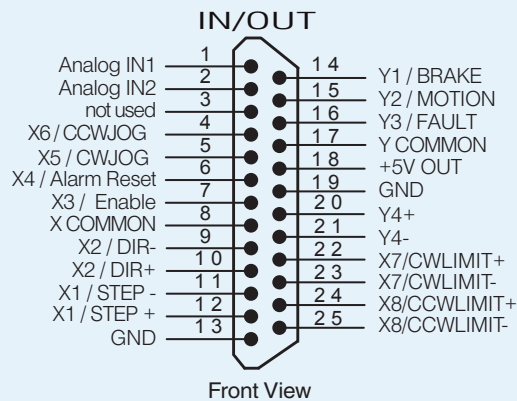 IN/OUT
1
Analog IN1
2
Analog IN2
3
not used
4
X6/CCWJOG
5
X5/CWJOG
6
X4/Alarm Reset
7
X3/ Enable
8
X COMMON
9
X2/DIR-
10
X2/DIR+
11
X1/STEP -
12
X1/STEP +
13
GND
14
Y1/BRAKE
15
Y2/MOTION
16
Y3/FAULT
17
Y COMMON
18
+5V OUT
19
GND
20
Y4+
21
Y4-
22
X7/CWLIMIT+
23
X7/CWLIMIT-
24
X8/CCWLIMIT+
25
X8/CCWLIMIT-
Front View